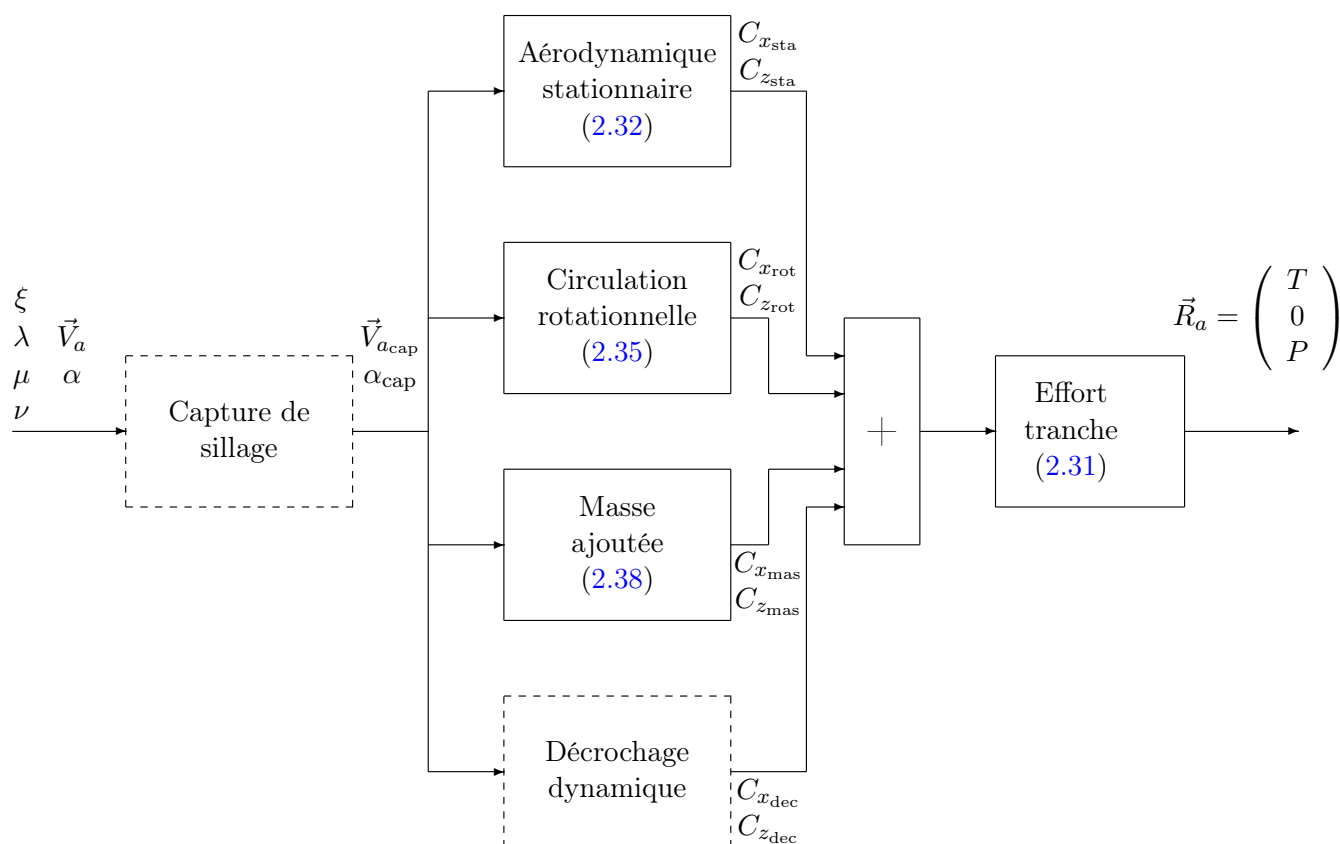 ξ
λ V⃗_a
μ α
ν
Capture de
sillage
V⃗_{a_cap}
α_cap
Aérodynamique
stationnaire
(2.32)
C_{x_sta}
C_{z_sta}
Circulation
rotationnelle
(2.35)
C_{x_rot}
C_{z_rot}
Masse
ajoutée
(2.38)
C_{x_mas}
C_{z_mas}
Décrochage
dynamique
C_{x_dec}
C_{z_dec}
+
Effort
tranche
(2.31)
R⃗_a = ( T
0
P )